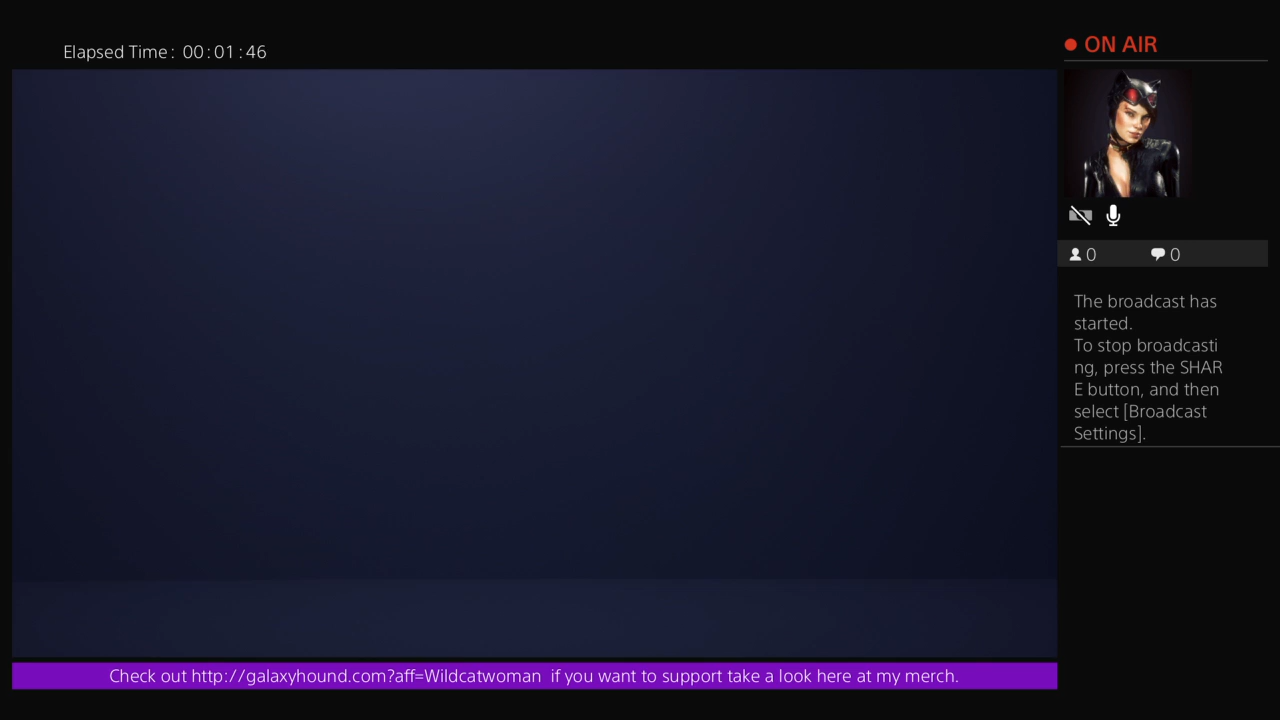 Elapsed Time: 00:01:46
ON AIR
0 0
The broadcast has
started.
To stop broadcasti
ng, press the SHAR
E button, and then
select [Broadcast
Settings].
Check out http://galaxyhound.com?aff=Wildcatwoman  if you want to support take a look here at my merch.